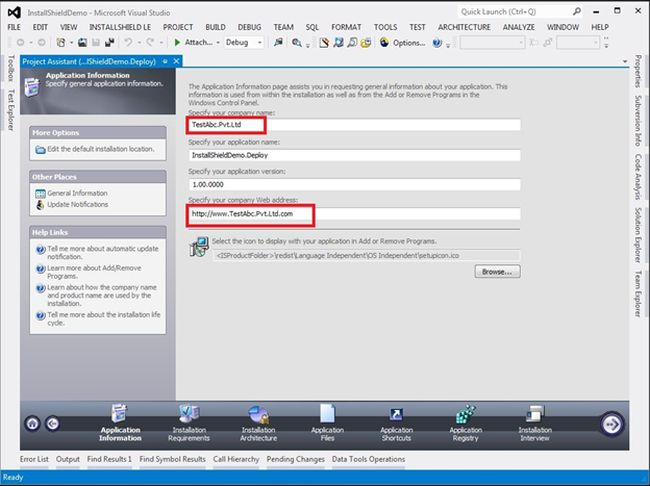 InstallShieldDemo - Microsoft Visual Studio
Quick Launch (Ctrl+Q)
FILE EDIT VIEW INSTALLSHIELD LE PROJECT BUILD DEBUG TEAM SQL FORMAT TOOLS TEST ARCHITECTURE ANALYZE WINDOW HELP
Attach... Debug Options...
Toolbox
Test Explorer
Project Assistant (...lShieldDemo.Deploy)
Application Information
Specify general application information.
More Options
Edit the default installation location.
Other Places
General Information
Update Notifications
Help Links
Tell me more about automatic update
notification.
Learn more about Add/Remove
Programs.
Learn about how the company
name and product name are used by the
installation.
Tell me more about the installation life
cycle.
The Application Information page assists you in requesting general information about your application. This
information is used from within the installation as well as from the Add or Remove Programs in the
Windows Control Panel.
Specify your company name:
TestAbc.Pvt.Ltd
Specify your application name:
InstallShieldDemo.Deploy
Specify your application version:
1.00.0000
Specify your company Web address:
http://www.TestAbc.Pvt.Ltd.com
Select the icon to display with your application in Add or Remove Programs.
<ISProductFolder>\redist\Language Independent\OS Independent\setupicon.ico
Browse...
Properties
Subversion Info
Code Analysis
Solution Explorer
Team Explorer
Application
Information
Installation
Requirements
Installation
Architecture
Application
Files
Application
Shortcuts
Application
Registry
Installation
Interview
Error List Output Find Results 1 Find Symbol Results Call Hierarchy Pending Changes Data Tools Operations
Ready